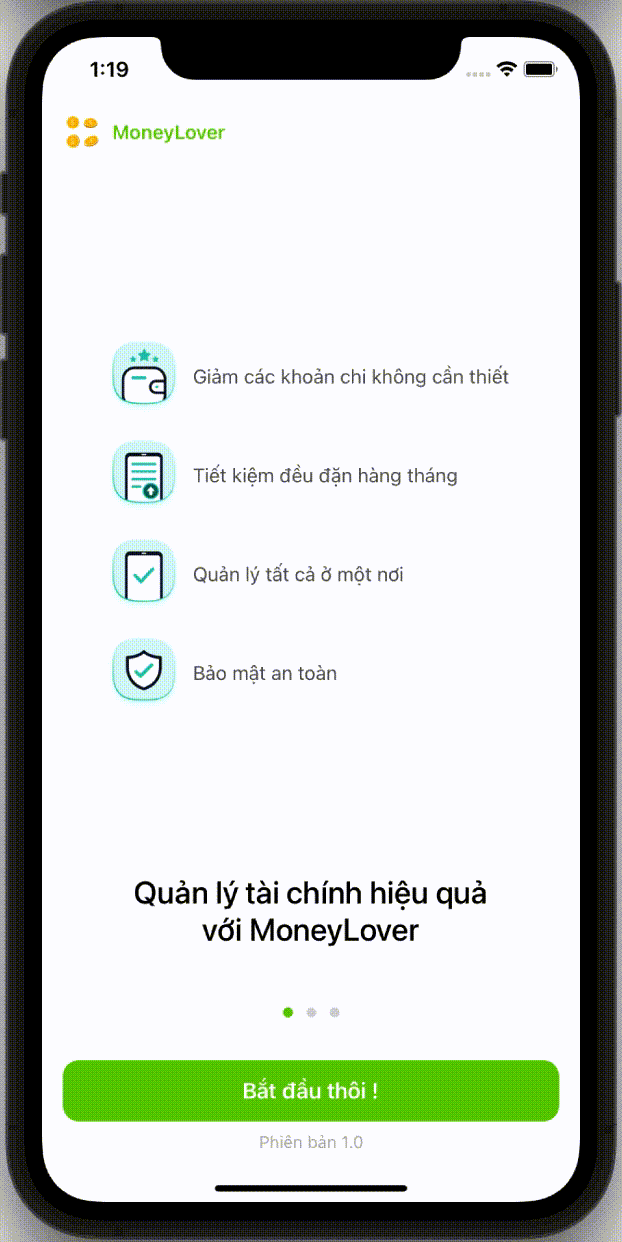 1:19
MoneyLover
Giảm các khoản chi không cần thiết
Tiết kiệm đều đặn hàng tháng
Quản lý tất cả ở một nơi
Bảo mật an toàn
Quản lý tài chính hiệu quả
với MoneyLover
Bắt đầu thôi !
Phiên bản 1.0